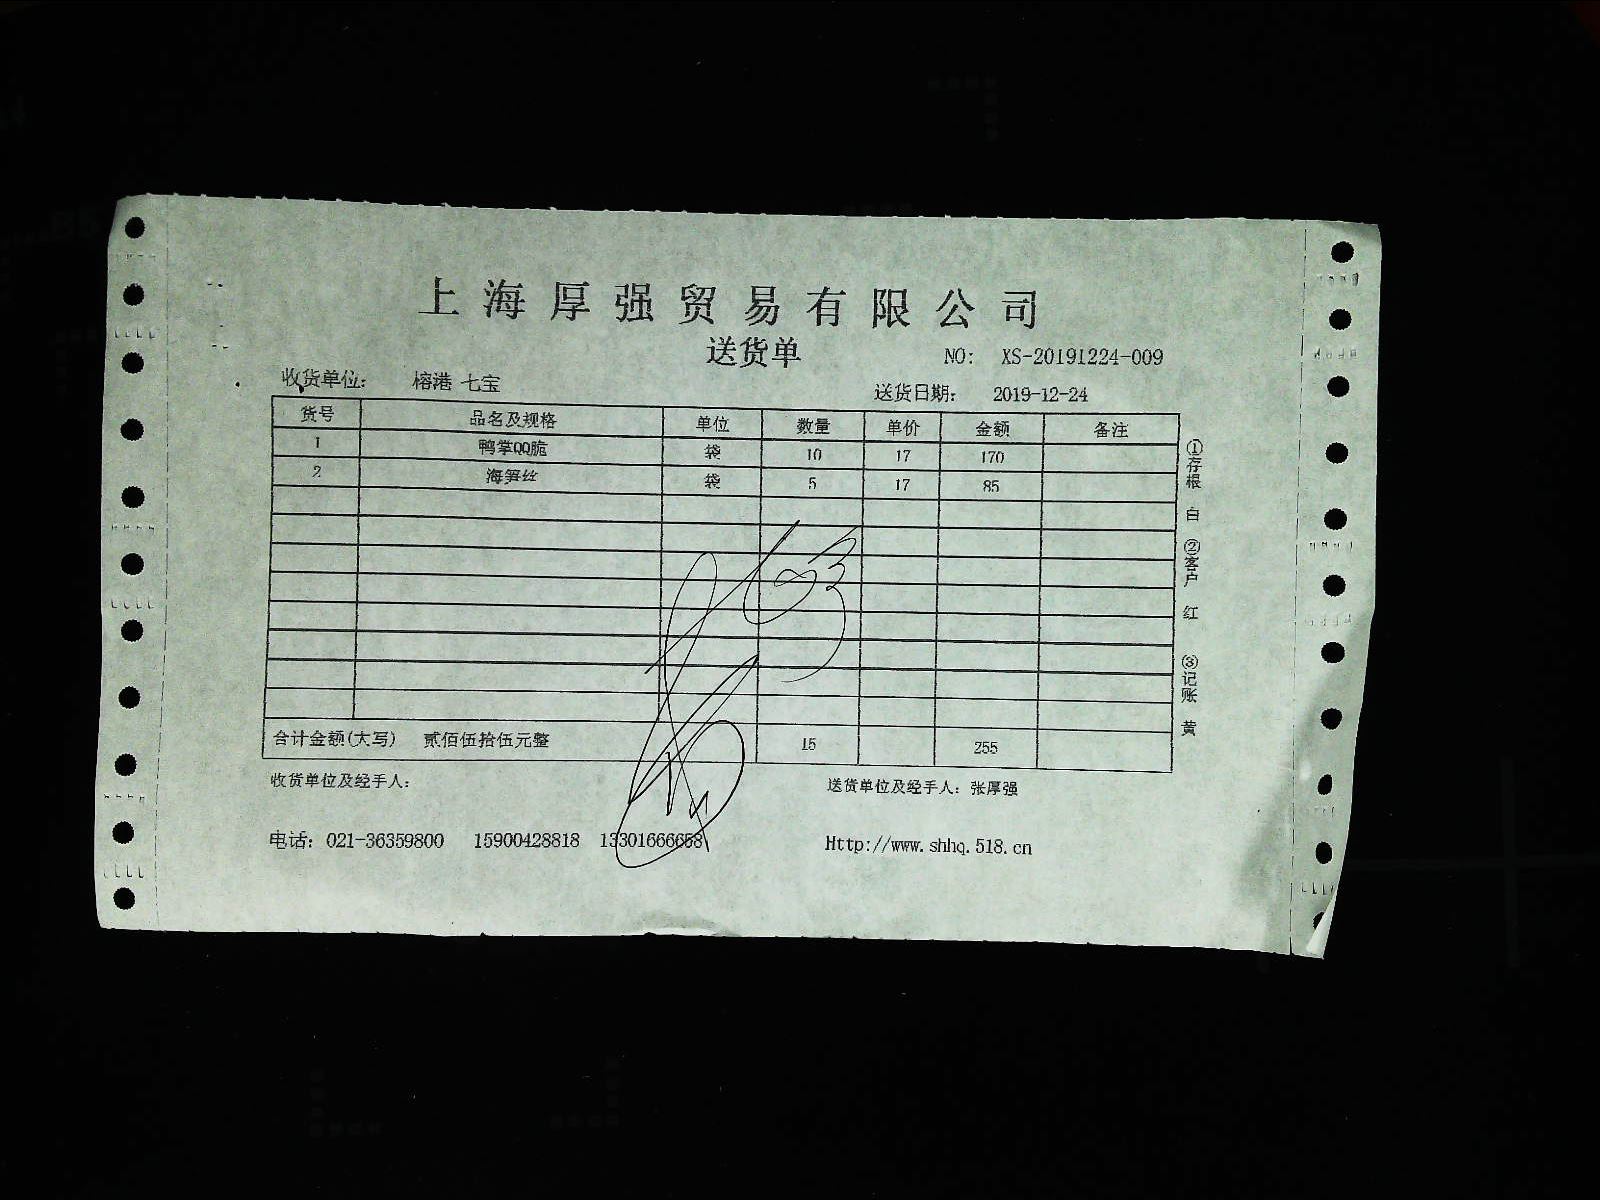 上海厚强贸易有限公司
送货单
NO: XS-20191224-009
收货单位: 榕港 七宝
送货日期: 2019-12-24
货号 品名及规格 单位 数量 单价 金额 备注
1 鸭掌QQ脆 袋 10 17 170
2 海笋丝 袋 5 17 85
合计金额(大写) 贰佰伍拾伍元整 15 255
收货单位及经手人:
送货单位及经手人: 张厚强
电话: 021-36359800 15900428818 13301666658
Http://www.shhq.518.cn
①存根 白 ②客户 红 ③记账 黄